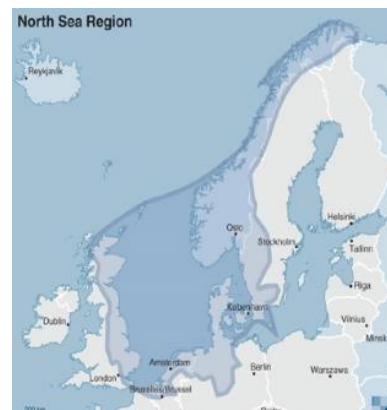 North Sea Region
Reykjavik
Oslo
Helsinki
Stockholm
Tallinn
Riga
København
Vilnius
Minsk
Dublin
Amsterdam
Berlin
Warszawa
London
Bruxelles/Brussel